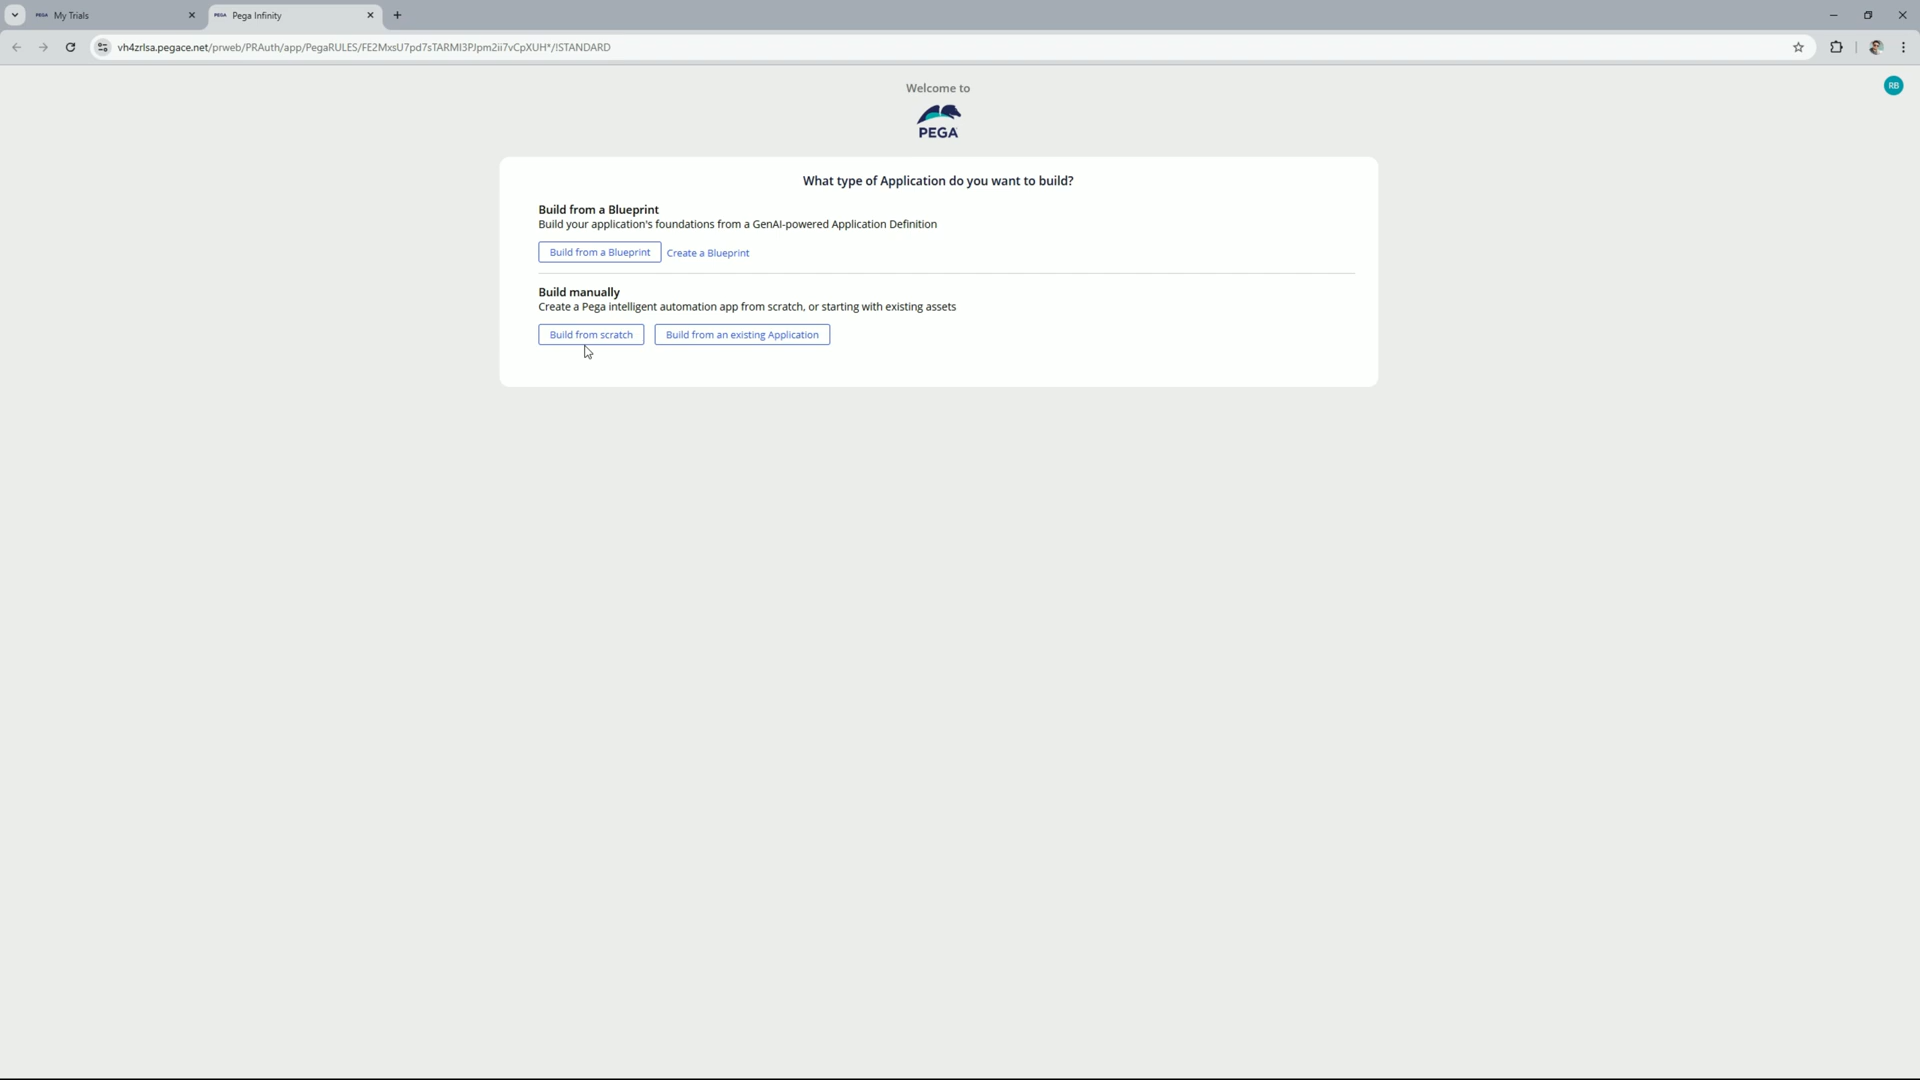 PEGA My Trials
PEGA Pega Infinity
vh4zrlsa.pegace.net/prweb/PRAuth/app/PegaRULES/FE2MxsU7pd7sTARMI3PJpm2ii7vCpXUH*/!STANDARD
Welcome to
RB
PEGA
What type of Application do you want to build?
Build from a Blueprint
Build your application's foundations from a GenAI-powered Application Definition
Build from a Blueprint Create a Blueprint
Build manually
Create a Pega intelligent automation app from scratch, or starting with existing assets
Build from scratch Build from an existing Application